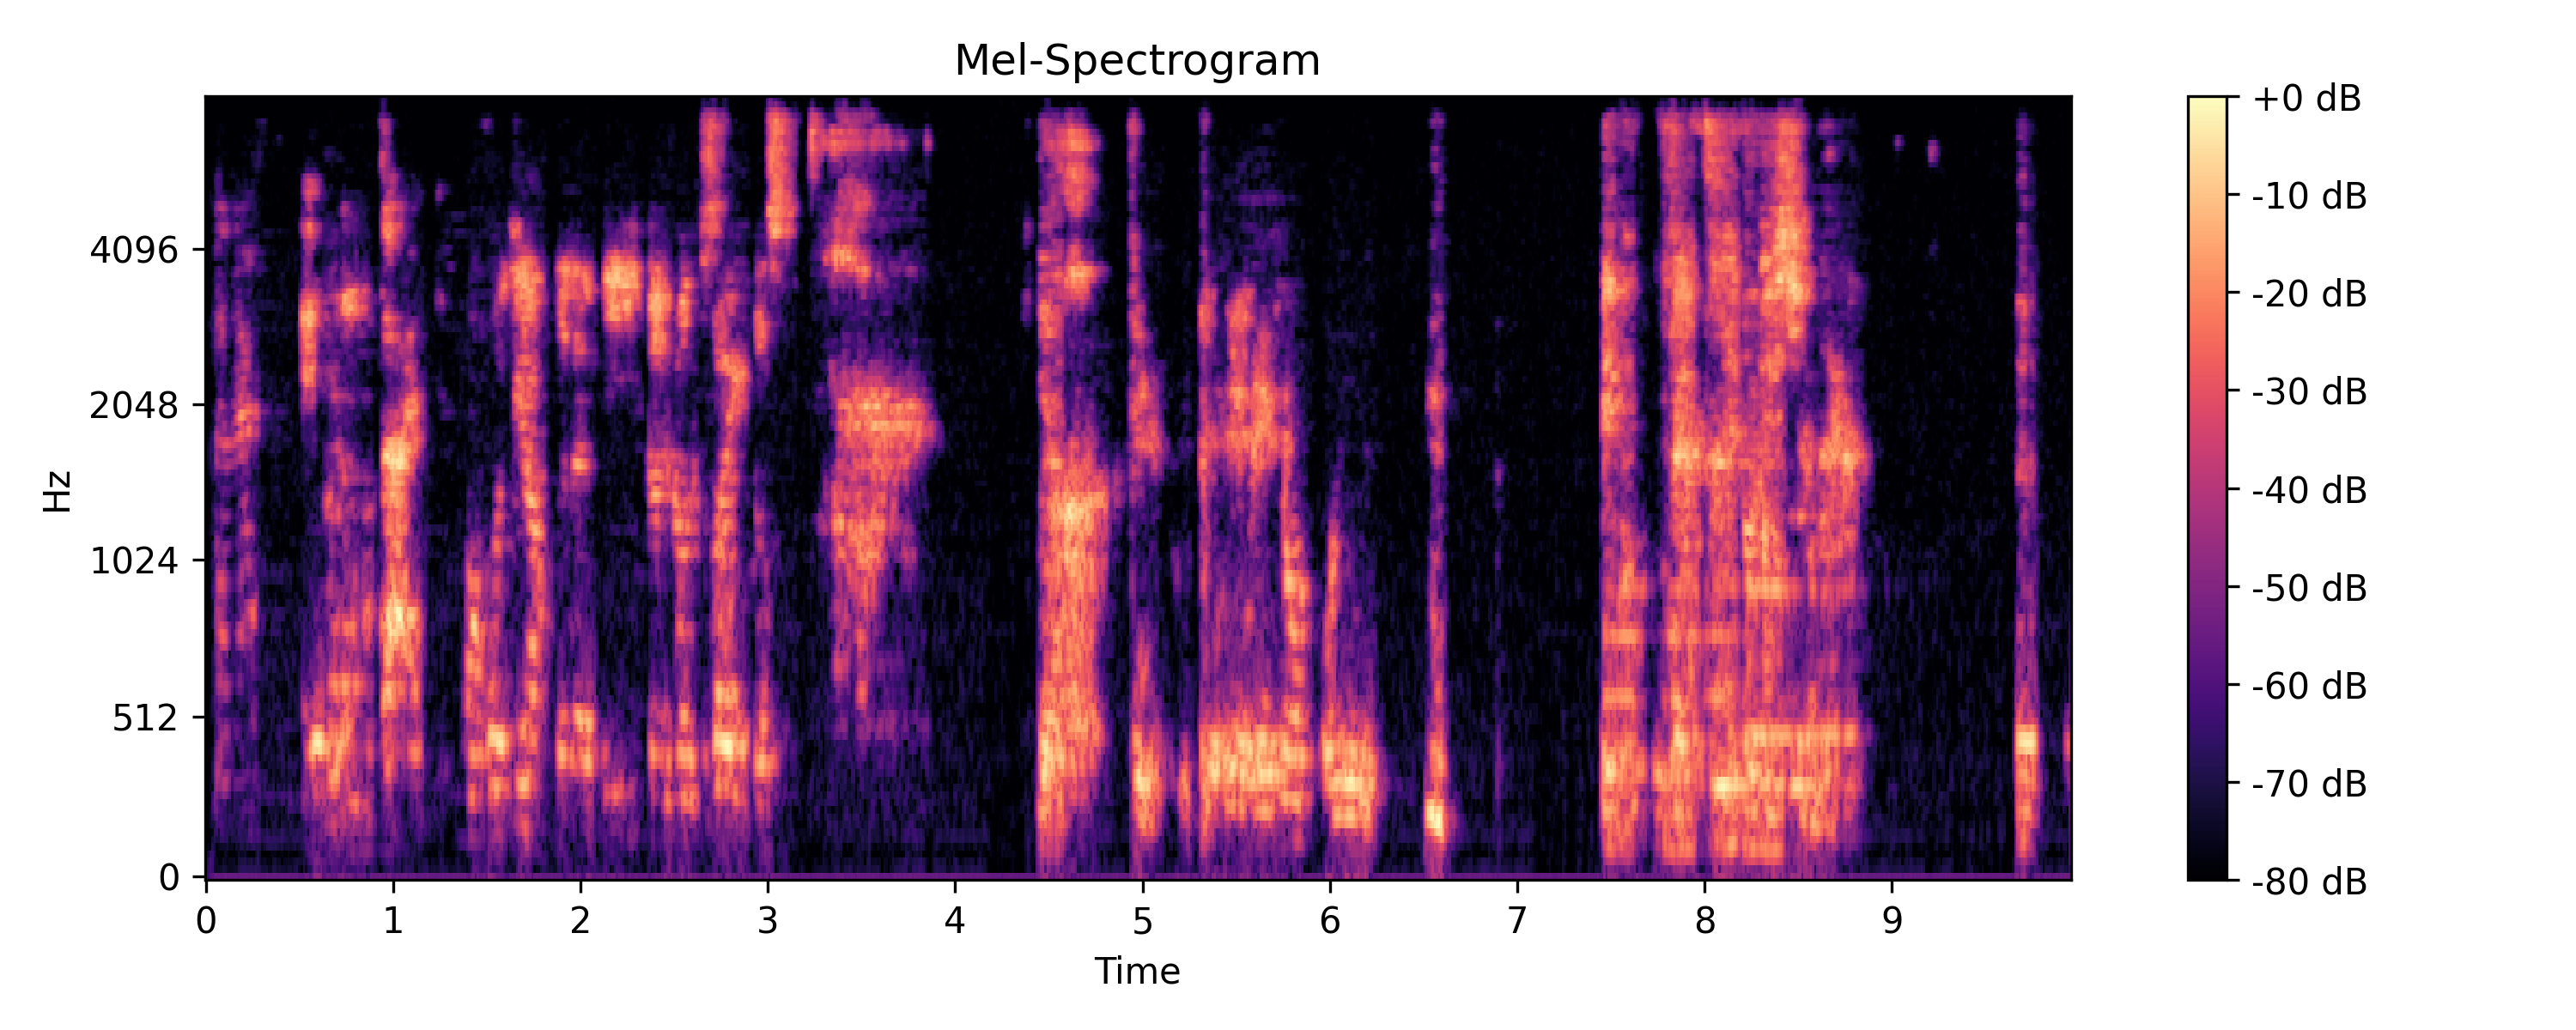 Mel-Spectrogram
+0 dB
-10 dB
-20 dB
-30 dB
-40 dB
-50 dB
-60 dB
-70 dB
-80 dB
Hz
4096
2048
1024
512
0
0 1 2 3 4 5 6 7 8 9
Time